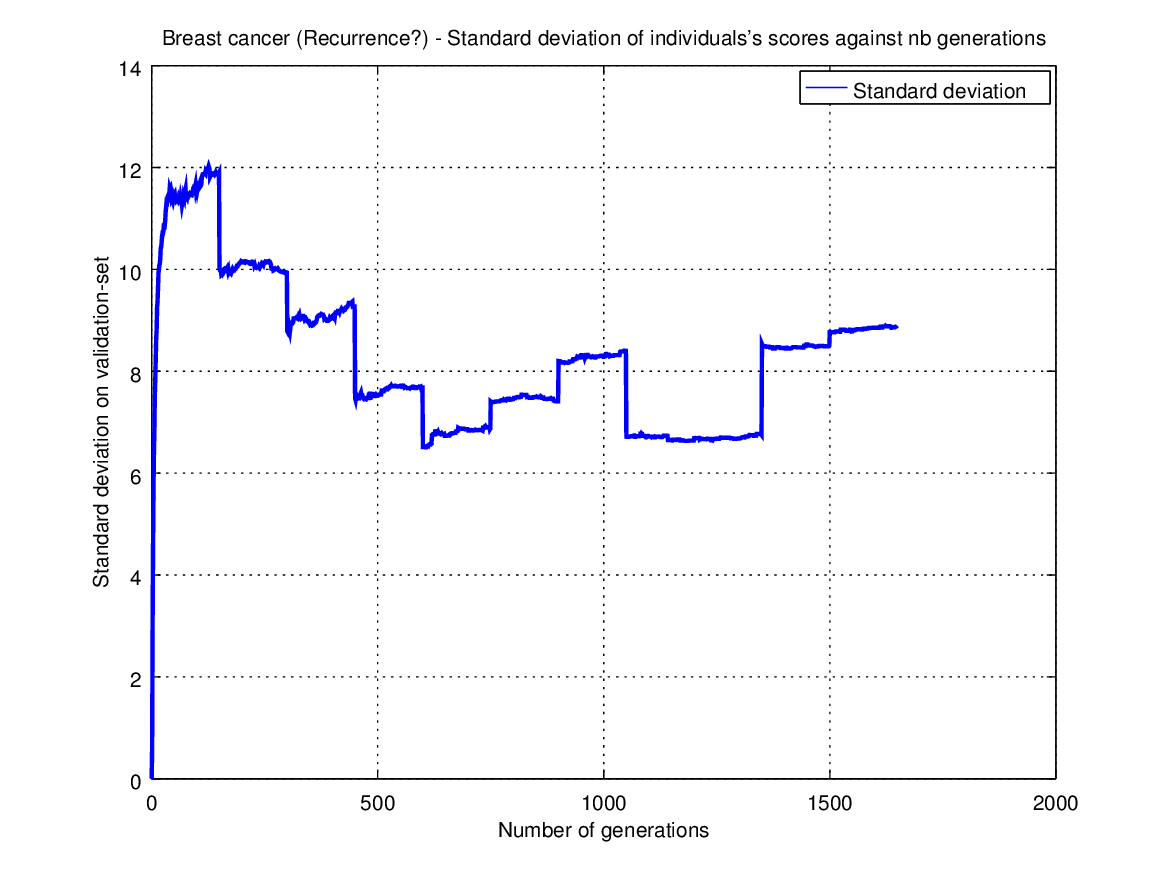 Breast cancer (Recurrence?) - Standard deviation of individuals's scores against nb generations
Standard deviation
14
12
10
8
6
4
2
0
Standard deviation on validation-set
0 500 1000 1500 2000
Number of generations